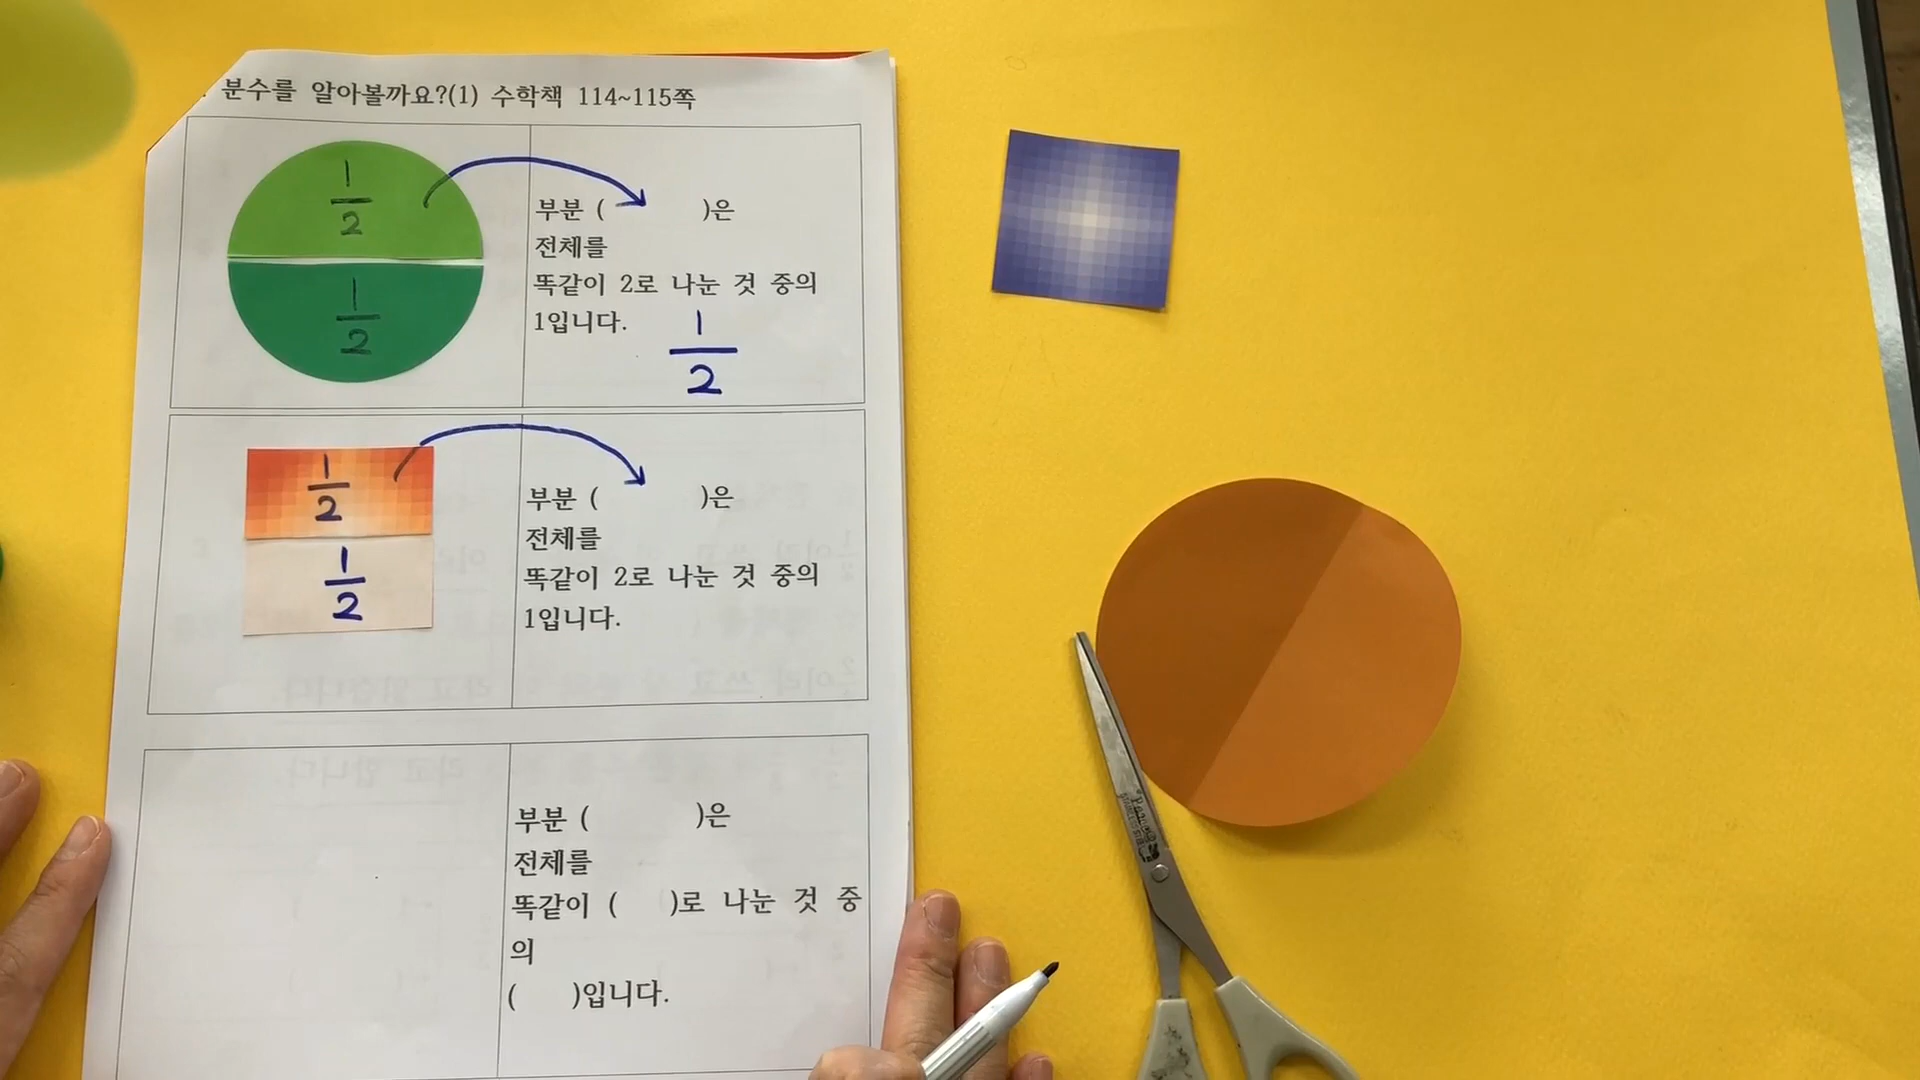 분수를 알아볼까요?(1) 수학책 114~115쪽
1/2
1/2
부분 ( )은
전체를
똑같이 2로 나눈 것 중의
1입니다.
1/2
1/2
1/2
부분 ( )은
전체를
똑같이 2로 나눈 것 중의
1입니다.
부분 ( )은
전체를
똑같이 ( )로 나눈 것 중
의
( )입니다.